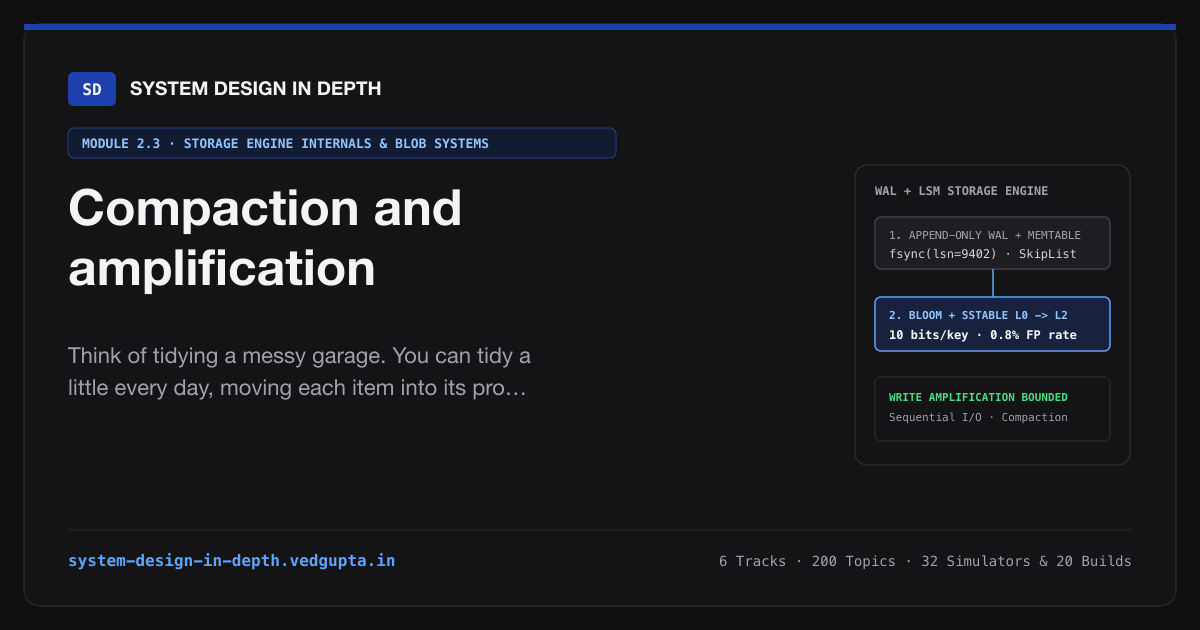 SD
SYSTEM DESIGN IN DEPTH
MODULE 2.3 · STORAGE ENGINE INTERNALS & BLOB SYSTEMS
Compaction and
amplification
Think of tidying a messy garage. You can tidy a
little every day, moving each item into its pro…
WAL + LSM STORAGE ENGINE
1. APPEND-ONLY WAL + MEMTABLE
fsync(lsn=9402) · SkipList
2. BLOOM + SSTABLE L0 -> L2
10 bits/key · 0.8% FP rate
WRITE AMPLIFICATION BOUNDED
Sequential I/O · Compaction
system-design-in-depth.vedgupta.in
6 Tracks · 200 Topics · 32 Simulators & 20 Builds